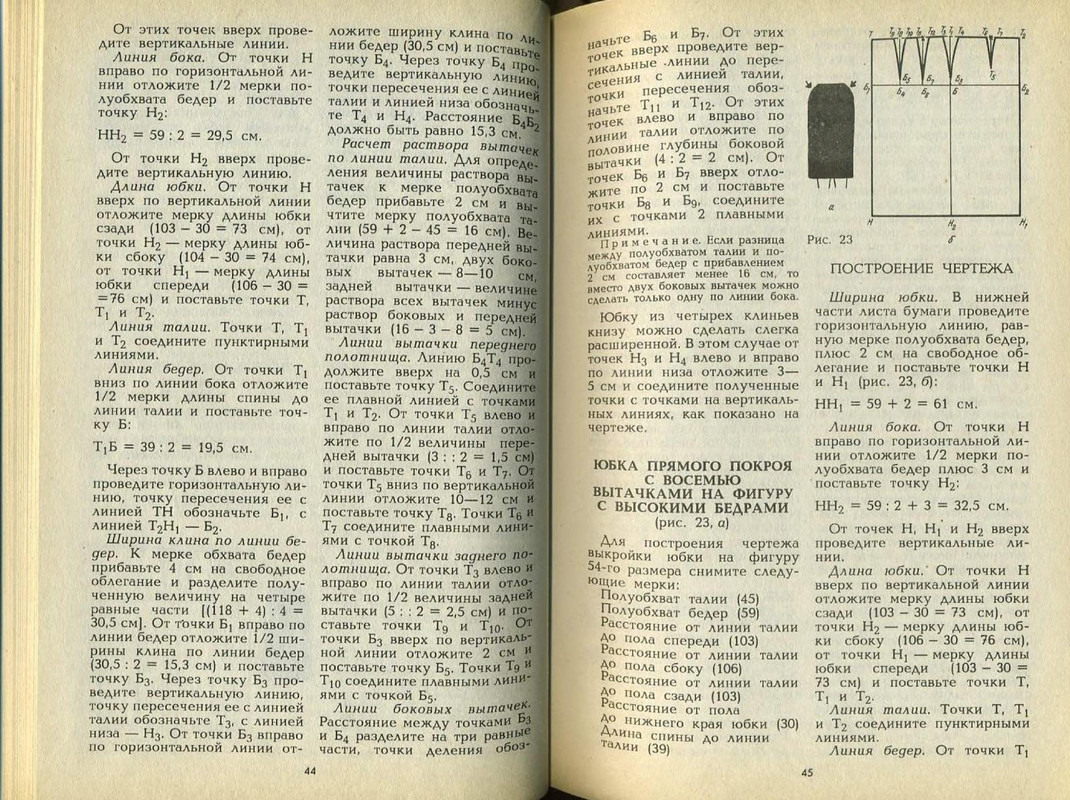 От этих точек вверх прове-
дите вертикальные линии.
Линия бока. От точки Н
вправо по горизонтальной ли-
нии отложите 1/2 мерки по-
луобхвата бедер и поставьте
точку Н₂:
НН₂ = 59 : 2 = 29,5 см.
От точки Н₂ вверх прове-
дите вертикальную линию.
Длина юбки. От точки Н
вверх по вертикальной линии
отложите мерку длины юбки
сзади (103 − 30 = 73 см), от
точки Н₂ — мерку длины юб-
ки сбоку (104 − 30 = 74 см),
от точки Н₁ — мерку длины
юбки спереди (106 − 30 =
=76 см) и поставьте точки Т,
Т₁ и Т₂.
Линия талии. Точки Т, Т₁
и Т₂ соедините пунктирными
линиями.
Линия бедер. От точки Т₁
вниз по линии бока отложите
1/2 мерки длины спины до
линии талии и поставьте точ-
ку Б:
Т₁Б = 39 : 2 = 19,5 см.
Через точку Б влево и вправо
проведите горизонтальную ли-
нию, точку пересечения ее с
линией ТН обозначьте Б₁, с
линией Т₂Н₁ — Б₂.
Ширина клина по линии бе-
дер. К мерке обхвата бедер
прибавьте 4 см на свободное
облегание и разделите полу-
ченную величину на четыре
равные части [(118 + 4) : 4 =
30,5 см]. От точки Б₁ вправо по
линии бедер отложите 1/2 ши-
рины клина по линии бедер
(30,5 : 2 = 15,3 см) и поставьте
точку Б₃. Через точку Б₃ про-
ведите вертикальную линию,
точку пересечения ее с линией
талии обозначьте Т₃, с линией
низа — Н₃. От точки Б₃ вправо
по горизонтальной линии от-
ложите ширину клина по ли-
нии бедер (30,5 см) и поставьте
точку Б₄. Через точку Б₄ про-
ведите вертикальную линию,
точки пересечения ее с линией
талии и линией низа обозначь-
те Т₄ и Н₄. Расстояние Б₄Б₂
должно быть равно 15,3 см.
Расчет раствора вытачек
по линии талии. Для опреде-
ления величины раствора вы-
тачек к мерке полуобхвата
бедер прибавьте 2 см и вы-
чтите мерку полуобхвата та-
лии (59 + 2 − 45 = 16 см). Ве-
личина раствора передней вы-
тачки равна 3 см, двух боко-
вых вытачек — 8—10 см,
задней вытачки — величине
раствора всех вытачек минус
раствор боковых и передней
вытачки (16 − 3 − 8 = 5 см).
Линии вытачки переднего
полотнища. Линию Б₄Т₄ про-
должите вверх на 0,5 см и
поставьте точку Т₅. Соедините
ее плавной линией с точками
Т₁ и Т₂. От точки Т₅ влево и
вправо по линии талии отло-
жите по 1/2 величины пере-
дней вытачки (3 : : 2 = 1,5 см)
и поставьте точки Т₆ и Т₇. От
точки Т₅ вниз по вертикальной
линии отложите 10—12 см и
поставьте точку Т₈. Точки Т₆ и
Т₇ соедините плавными лини-
ями с точкой Т₈.
Линии вытачки заднего по-
лотнища. От точки Т₃ влево и
вправо по линии талии отло-
жите по 1/2 величины задней
вытачки (5 : : 2 = 2,5 см) и по-
ставьте точки Т₉ и Т₁₀. От
точки Б₃ вверх по вертикаль-
ной линии отложите 2 см и
поставьте точку Б₅. Точки Т₉ и
Т₁₀ соедините плавными лини-
ями с точкой Б₅.
Линии боковых вытачек.
Расстояние между точками Б₃
и Б₄ разделите на три равные
части, точки деления обоз-
44
начьте Б₆ и Б₇. От этих
точек вверх проведите вер-
тикальные линии до пере-
сечения с линией талии,
точки пересечения обоз-
начьте Т₁₁ и Т₁₂. От этих
точек влево и вправо по
линии талии отложите по
половине глубины боковой
вытачки (4 : 2 = 2 см). От
точек Б₆ и Б₇ вверх отло-
жите по 2 см и поставьте
точки Б₈ и Б₉, соедините
их с точками 2 плавными
линиями.
Примечание. Если разница
между полуобхватом талии и по-
луобхватом бедер с прибавлением
2 см составляет менее 16 см, то
вместо двух боковых вытачек можно
сделать только одну по линии бока.
Юбку из четырех клиньев
книзу можно сделать слегка
расширенной. В этом случае от
точек Н₃ и Н₄ влево и вправо
по линии низа отложите 3—
5 см и соедините полученные
точки с точками на вертикаль-
ных линиях, как показано на
чертеже.
ЮБКА ПРЯМОГО ПОКРОЯ
С ВОСЕМЬЮ
ВЫТАЧКАМИ НА ФИГУРУ
С ВЫСОКИМИ БЕДРАМИ
(рис. 23, а)
Для построения чертежа
выкройки юбки на фигуру
54-го размера снимите следу-
ющие мерки:
Полуобхват талии (45)
Полуобхват бедер (59)
Расстояние от линии талии
до пола спереди (103)
Расстояние от линии талии
до пола сбоку (106)
Расстояние от линии талии
до пола сзади (103)
Расстояние от пола
до нижнего края юбки (30)
Длина спины до линии
талии (39)
Т
Т₂
Б₁
Б₄
Б₂
Б
Б₂
Т₅
а
Н
Н₂
Н₁
Рис. 23
б
ПОСТРОЕНИЕ ЧЕРТЕЖА
Ширина юбки. В нижней
части листа бумаги проведите
горизонтальную линию, рав-
ную мерке полуобхвата бедер,
плюс 2 см на свободное об-
легание и поставьте точки Н
и Н₁ (рис. 23, б):
НН₁ = 59 + 2 = 61 см.
Линия бока. От точки Н
вправо по горизонтальной ли-
нии отложите 1/2 мерки по-
луобхвата бедер плюс 3 см и
поставьте точку Н₂:
НН₂ = 59 : 2 + 3 = 32,5 см.
От точек Н, Н₁ и Н₂ вверх
проведите вертикальные ли-
нии.
Длина юбки. От точки Н
вверх по вертикальной линии
отложите мерку длины юбки
сзади (103 − 30 = 73 см), от
точки Н₂ — мерку длины юб-
ки сбоку (106 − 30 = 76 см),
от точки Н₁ — мерку длины
юбки спереди (103 − 30 =
73 см) и поставьте точки Т,
Т₁ и Т₂.
Линия талии. Точки Т, Т₁
и Т₂ соедините пунктирными
линиями.
Линия бедер. От точки Т₁
45